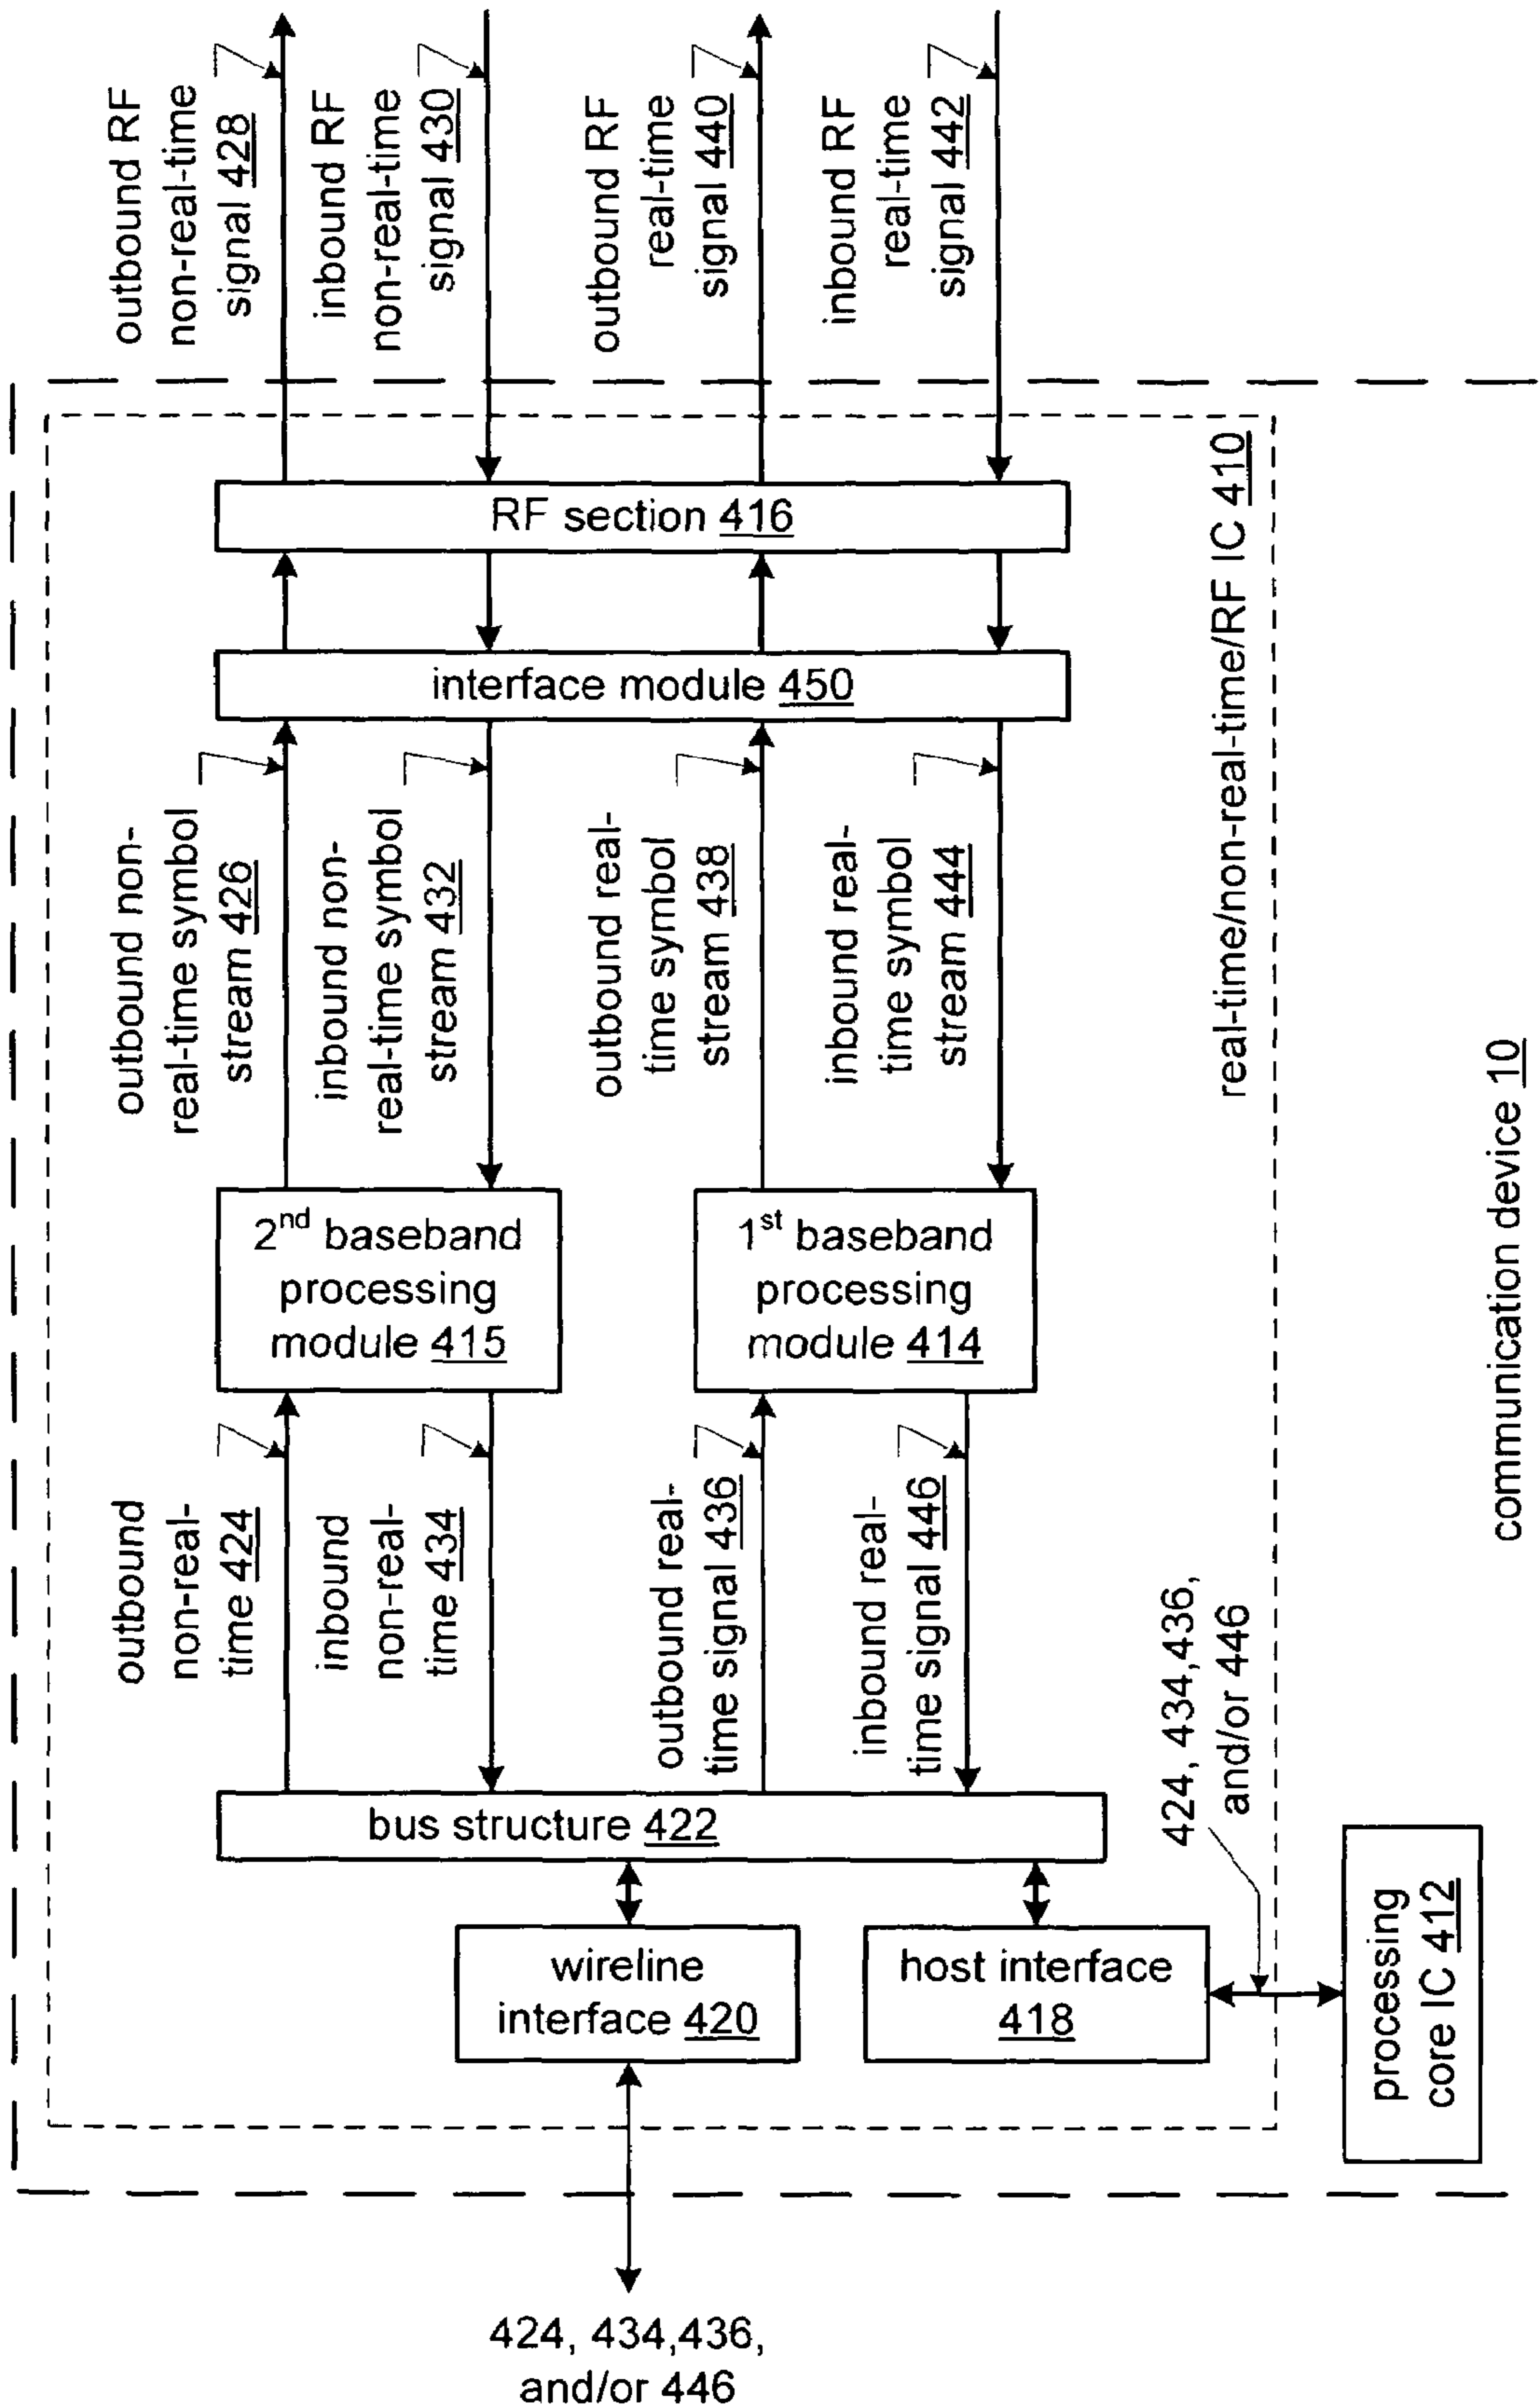 outbound RF
non-real-time
signal 428
inbound RF
non-real-time
signal 430
outbound RF
real-time
signal 440
inbound RF
real-time
signal 442
RF section 416
interface module 450
real-time/non-real-time/RF IC 410
outbound non-
real-time symbol
stream 426
inbound non-
real-time symbol
stream 432
outbound real-
time symbol
stream 438
inbound real-
time symbol
stream 444
2nd baseband
processing
module 415
1st baseband
processing
module 414
communication device 10
outbound
non-real-
time 424
inbound
non-real-
time 434
outbound real-
time signal 436
inbound real-
time signal 446
bus structure 422
424, 434,436,
and/or 446
wireline
interface 420
host interface
418
processing
core IC 412
424, 434,436,
and/or 446